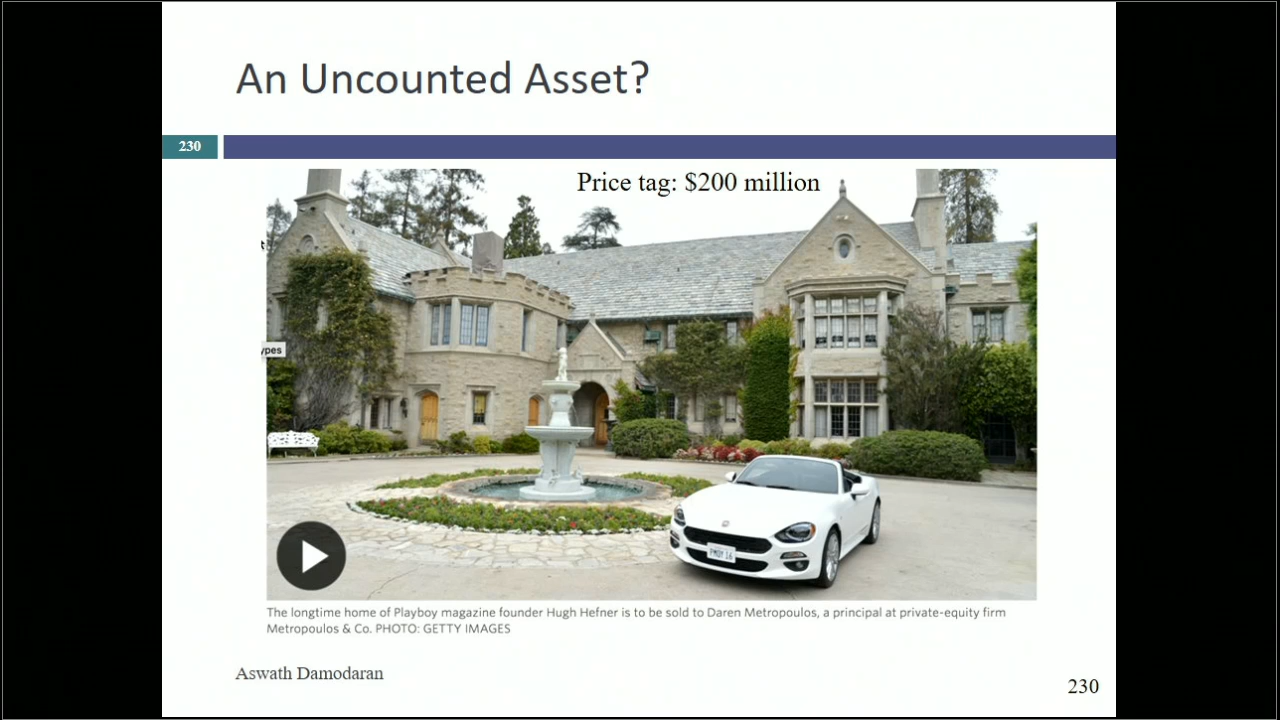 An Uncounted Asset?
230
Price tag: $200 million
ypes
The longtime home of Playboy magazine founder Hugh Hefner is to be sold to Daren Metropoulos, a principal at private-equity firm
Metropoulos & Co. PHOTO: GETTY IMAGES
Aswath Damodaran
230